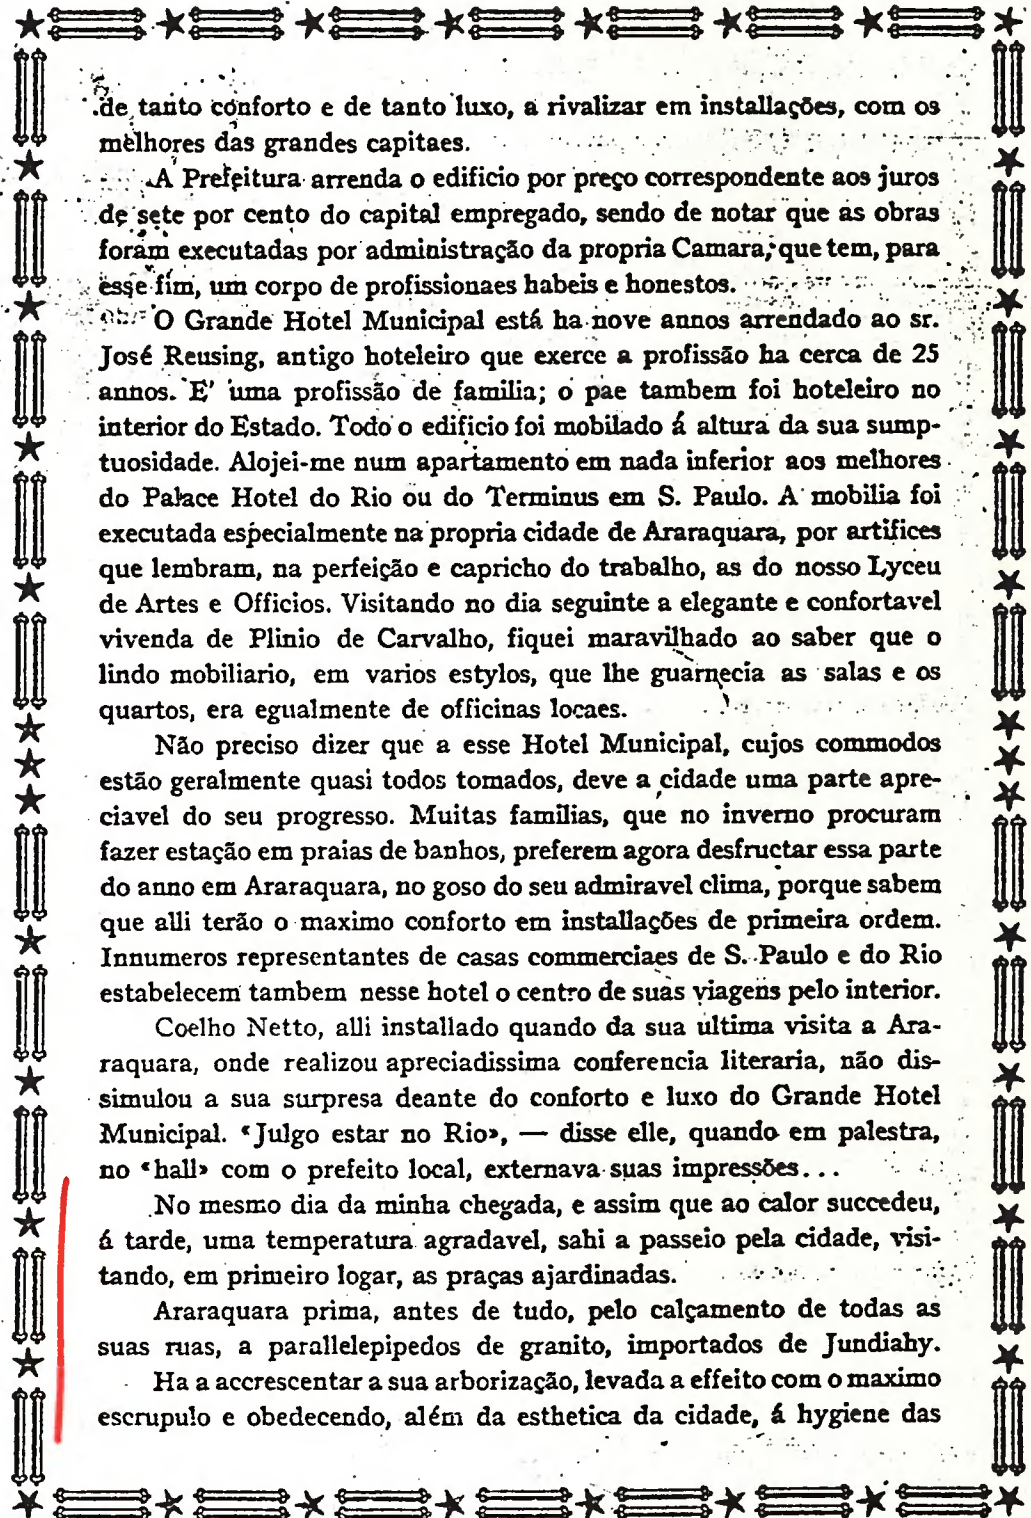 de tanto conforto e de tanto luxo, a rivalizar em installações, com os
melhores das grandes capitaes.
A Prefeitura arrenda o edificio por preço correspondente aos juros
de sete por cento do capital empregado, sendo de notar que as obras
foram executadas por administração da propria Camara, que tem, para
esse fim, um corpo de profissionaes habeis e honestos.
O Grande Hotel Municipal está ha nove annos arrendado ao sr.
José Reusing, antigo hoteleiro que exerce a profissão ha cerca de 25
annos. E' uma profissão de familia; o pae tambem foi hoteleiro no
interior do Estado. Todo o edificio foi mobilado á altura da sua sump-
tuosidade. Alojei-me num apartamento em nada inferior aos melhores
do Palace Hotel do Rio ou do Terminus em S. Paulo. A mobilia foi
executada especialmente na propria cidade de Araraquara, por artifices
que lembram, na perfeição e capricho do trabalho, as do nosso Lyceu
de Artes e Officios. Visitando no dia seguinte a elegante e confortavel
vivenda de Plinio de Carvalho, fiquei maravilhado ao saber que o
lindo mobiliario, em varios estylos, que lhe guarnecia as salas e os
quartos, era egualmente de officinas locaes.
Não preciso dizer que a esse Hotel Municipal, cujos commodos
estão geralmente quasi todos tomados, deve a cidade uma parte apre-
ciavel do seu progresso. Muitas familias, que no inverno procuram
fazer estação em praias de banhos, preferem agora desfructar essa parte
do anno em Araraquara, no goso do seu admiravel clima, porque sabem
que alli terão o maximo conforto em installações de primeira ordem.
Innumeros representantes de casas commerciaes de S. Paulo e do Rio
estabelecem tambem nesse hotel o centro de suas viagens pelo interior.
Coelho Netto, alli installado quando da sua ultima visita a Ara-
raquara, onde realizou apreciadissima conferencia literaria, não dis-
simulou a sua surpresa deante do conforto e luxo do Grande Hotel
Municipal. «Julgo estar no Rio», — disse elle, quando em palestra,
no «hall» com o prefeito local, externava suas impressões...
No mesmo dia da minha chegada, e assim que ao calor succedeu,
á tarde, uma temperatura agradavel, sahi a passeio pela cidade, visi-
tando, em primeiro logar, as praças ajardinadas.
Araraquara prima, antes de tudo, pelo calçamento de todas as
suas ruas, a parallelepipedos de granito, importados de Jundiahy.
Ha a accrescentar a sua arborização, levada a effeito com o maximo
escrupulo e obedecendo, além da esthetica da cidade, á hygiene das